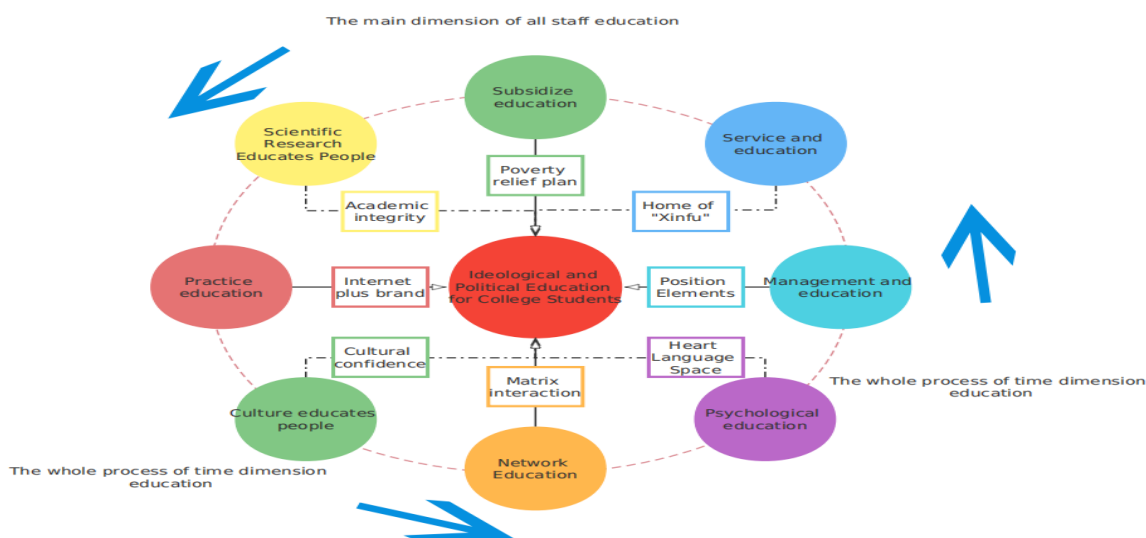 The main dimension of all staff education
Subsidize
education
Scientific
Research
Educates People
Service and
education
Poverty
relief plan
Academic
integrity
Home of
"Xinfu"
Practice
education
Internet
plus brand
Ideological and
Political Education
for College Students
Position
Elements
Management and
education
Cultural
confidence
Heart
Language
Space
Matrix
interaction
The whole process of time dimension
education
Culture educates
people
Psychological
education
Network
Education
The whole process of time dimension
education